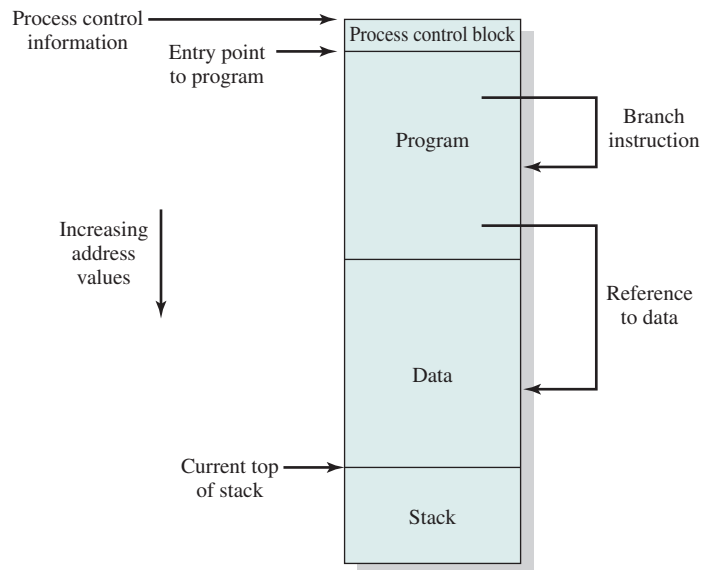 Process control
information
Process control block
Entry point
to program
Branch
instruction
Program
Increasing
address
values
Reference
to data
Data
Current top
of stack
Stack